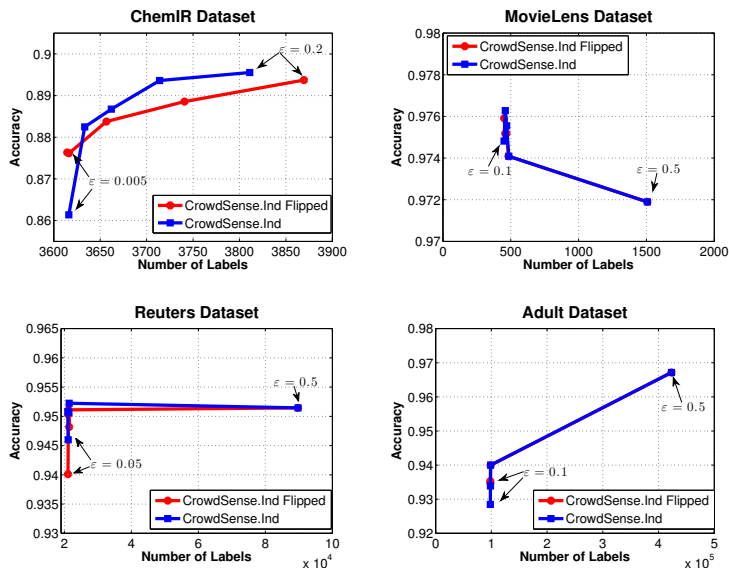 ChemIR Dataset
0.9
0.89
0.88
0.87
0.86
Accuracy
ε = 0.2
ε = 0.005
CrowdSense.Ind Flipped
CrowdSense.Ind
3600 3650 3700 3750 3800 3850 3900
Number of Labels
MovieLens Dataset
0.98
0.978
0.976
0.974
0.972
0.97
Accuracy
CrowdSense.Ind Flipped
CrowdSense.Ind
ε = 0.1
ε = 0.5
0 500 1000 1500 2000
Number of Labels
Reuters Dataset
0.965
0.96
0.955
0.95
0.945
0.94
0.935
0.93
Accuracy
ε = 0.5
ε = 0.05
CrowdSense.Ind Flipped
CrowdSense.Ind
2 4 6 8 10
Number of Labels
x 10⁴
Adult Dataset
0.98
0.97
0.96
0.95
0.94
0.93
0.92
Accuracy
ε = 0.5
ε = 0.1
CrowdSense.Ind Flipped
CrowdSense.Ind
0 1 2 3 4 5
Number of Labels
x 10⁵